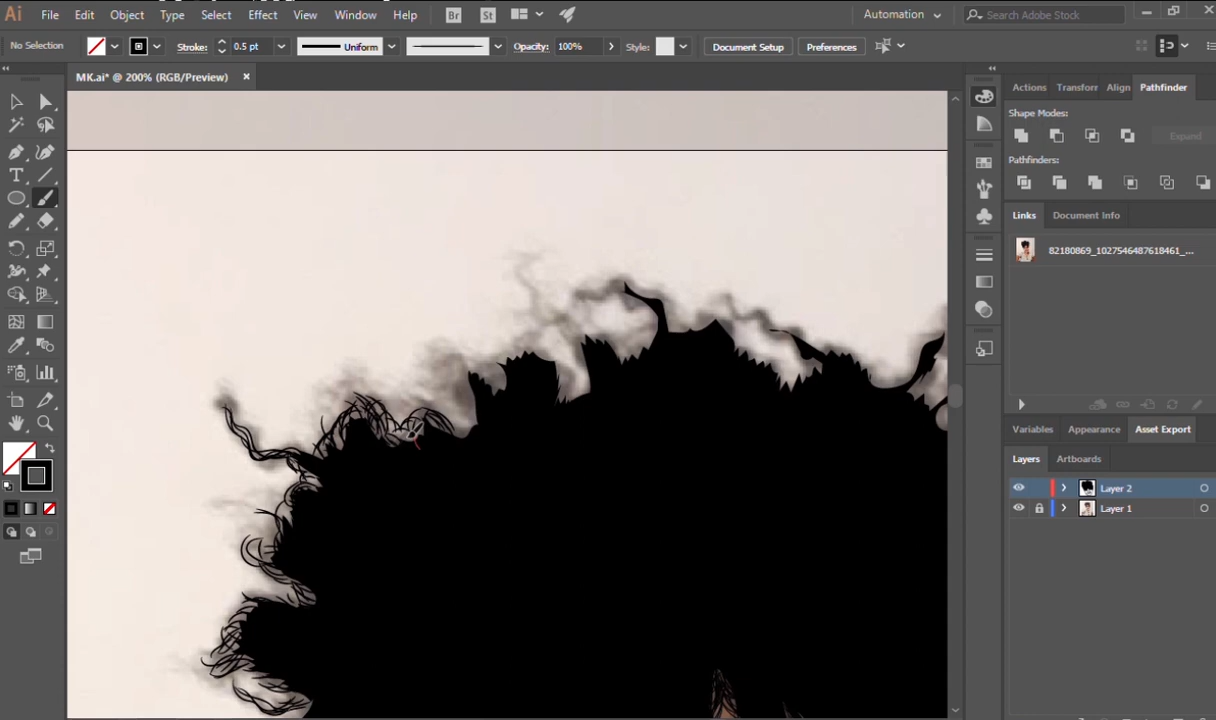 Ai File Edit Object Type Select Effect View Window Help Br St Automation Search Adobe Stock
No Selection Stroke: 0.5 pt Uniform Opacity: 100% Style: Document Setup Preferences
MK.ai* @ 200% (RGB/Preview) ×
Actions Transform Align Pathfinder
Shape Modes:
Expand
Pathfinders:
Links Document Info
82180869_1027546487618461_...
Variables Appearance Asset Export
Layers Artboards
Layer 2
Layer 1